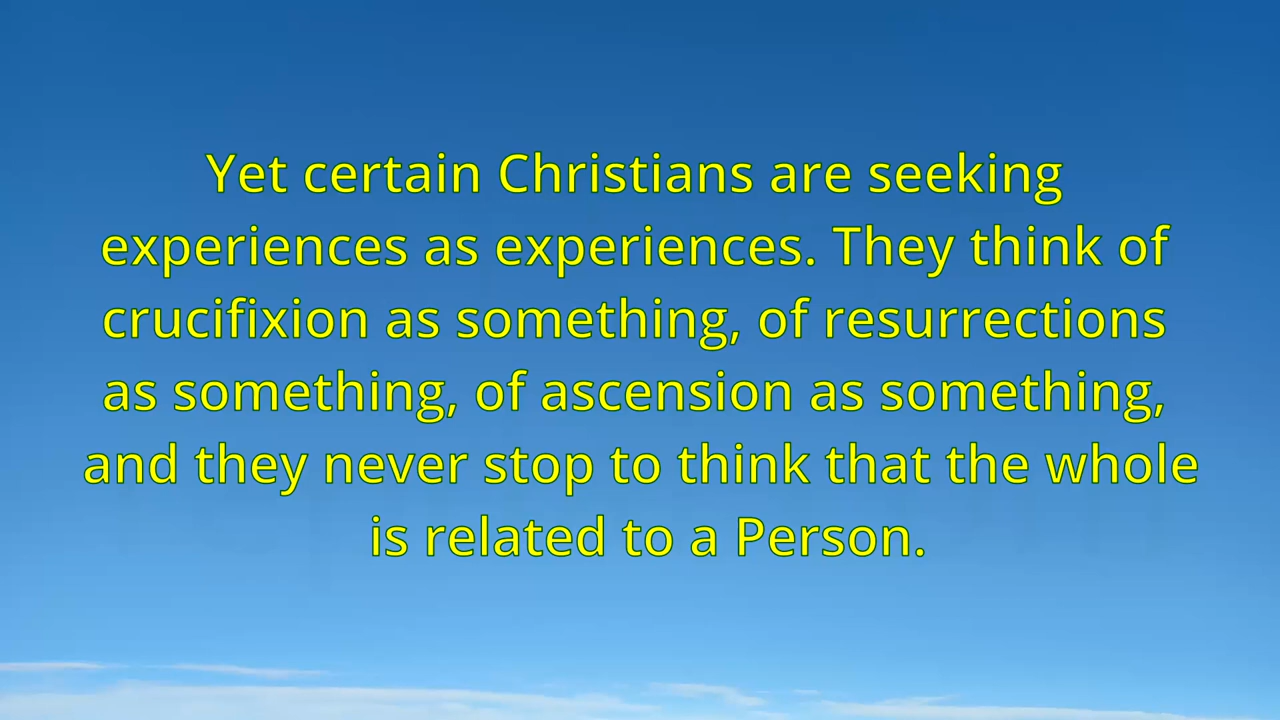 Yet certain Christians are seeking
experiences as experiences. They think of
crucifixion as something, of resurrections
as something, of ascension as something,
and they never stop to think that the whole
is related to a Person.